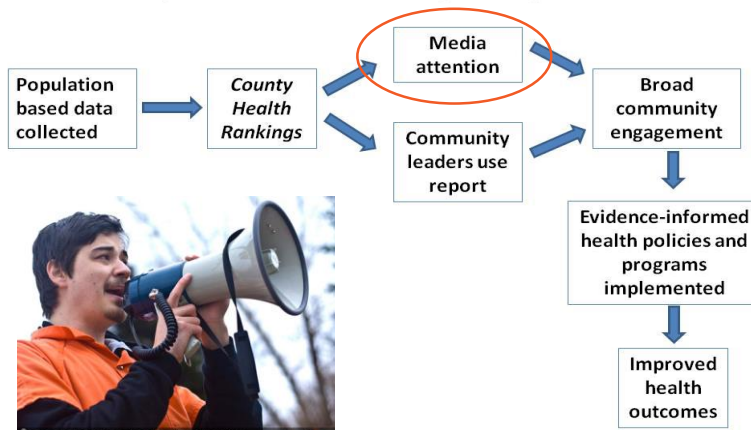 Population
based data
collected
County
Health
Rankings
Media
attention
Community
leaders use
report
Broad
community
engagement
Evidence-informed
health policies and
programs
implemented
Improved
health
outcomes